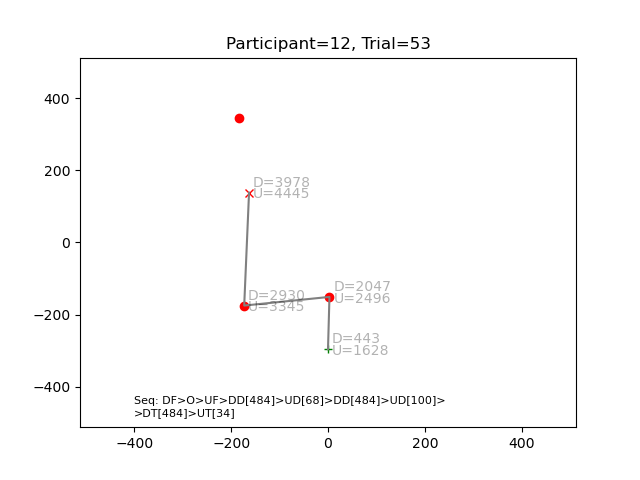 Participant=12, Trial=53
400
200
0
−200
−400
D=3978
U=4445
D=2930
U=3345
D=2047
U=2496
D=443
U=1628
Seq: DF>O>UF>DD[484]>UD[68]>DD[484]>UD[100]>
>DT[484]>UT[34]
−400 −200 0 200 400